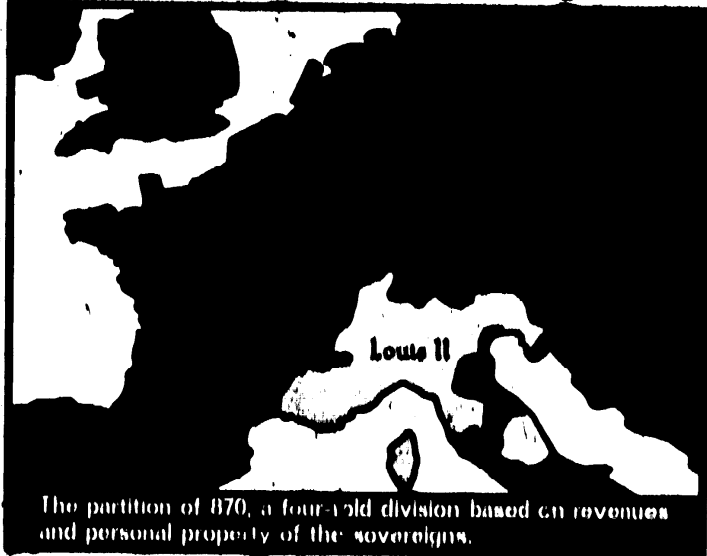 Louis II
The partition of 870, a four-fold division based on revenues
and personal property of the sovereigns.